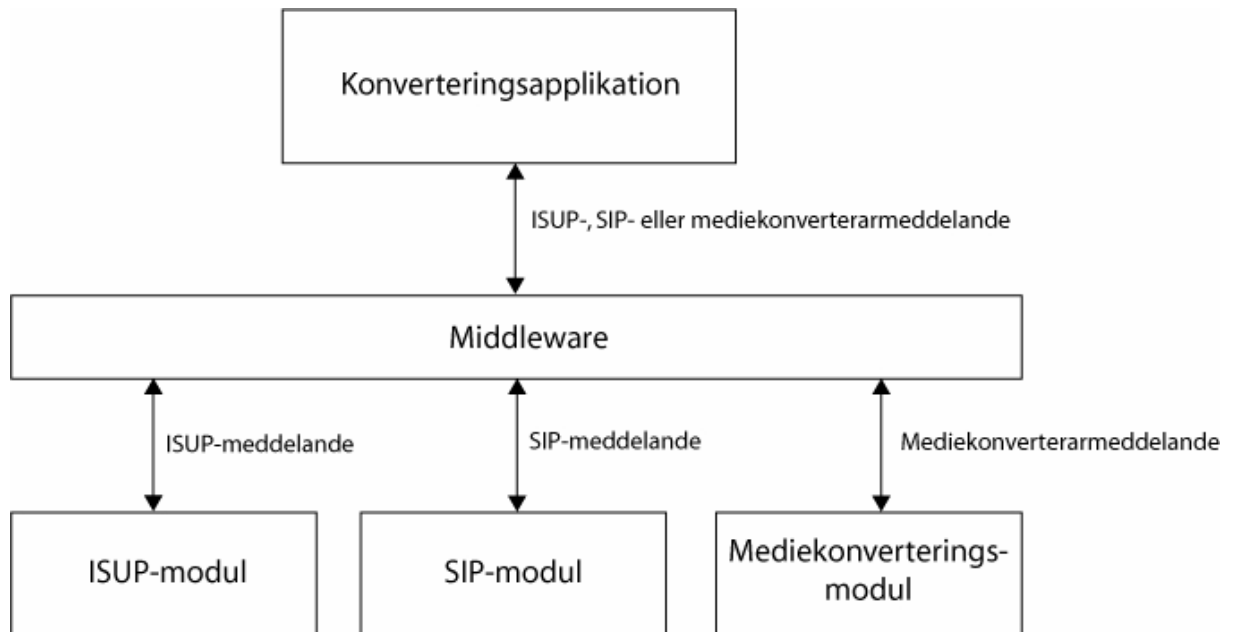 Konverteringsapplikation
ISUP-, SIP- eller mediekonverterarmeddelande
Middleware
ISUP-meddelande
SIP-meddelande
Mediekonverterarmeddelande
ISUP-modul
SIP-modul
Mediekonverterings-
modul